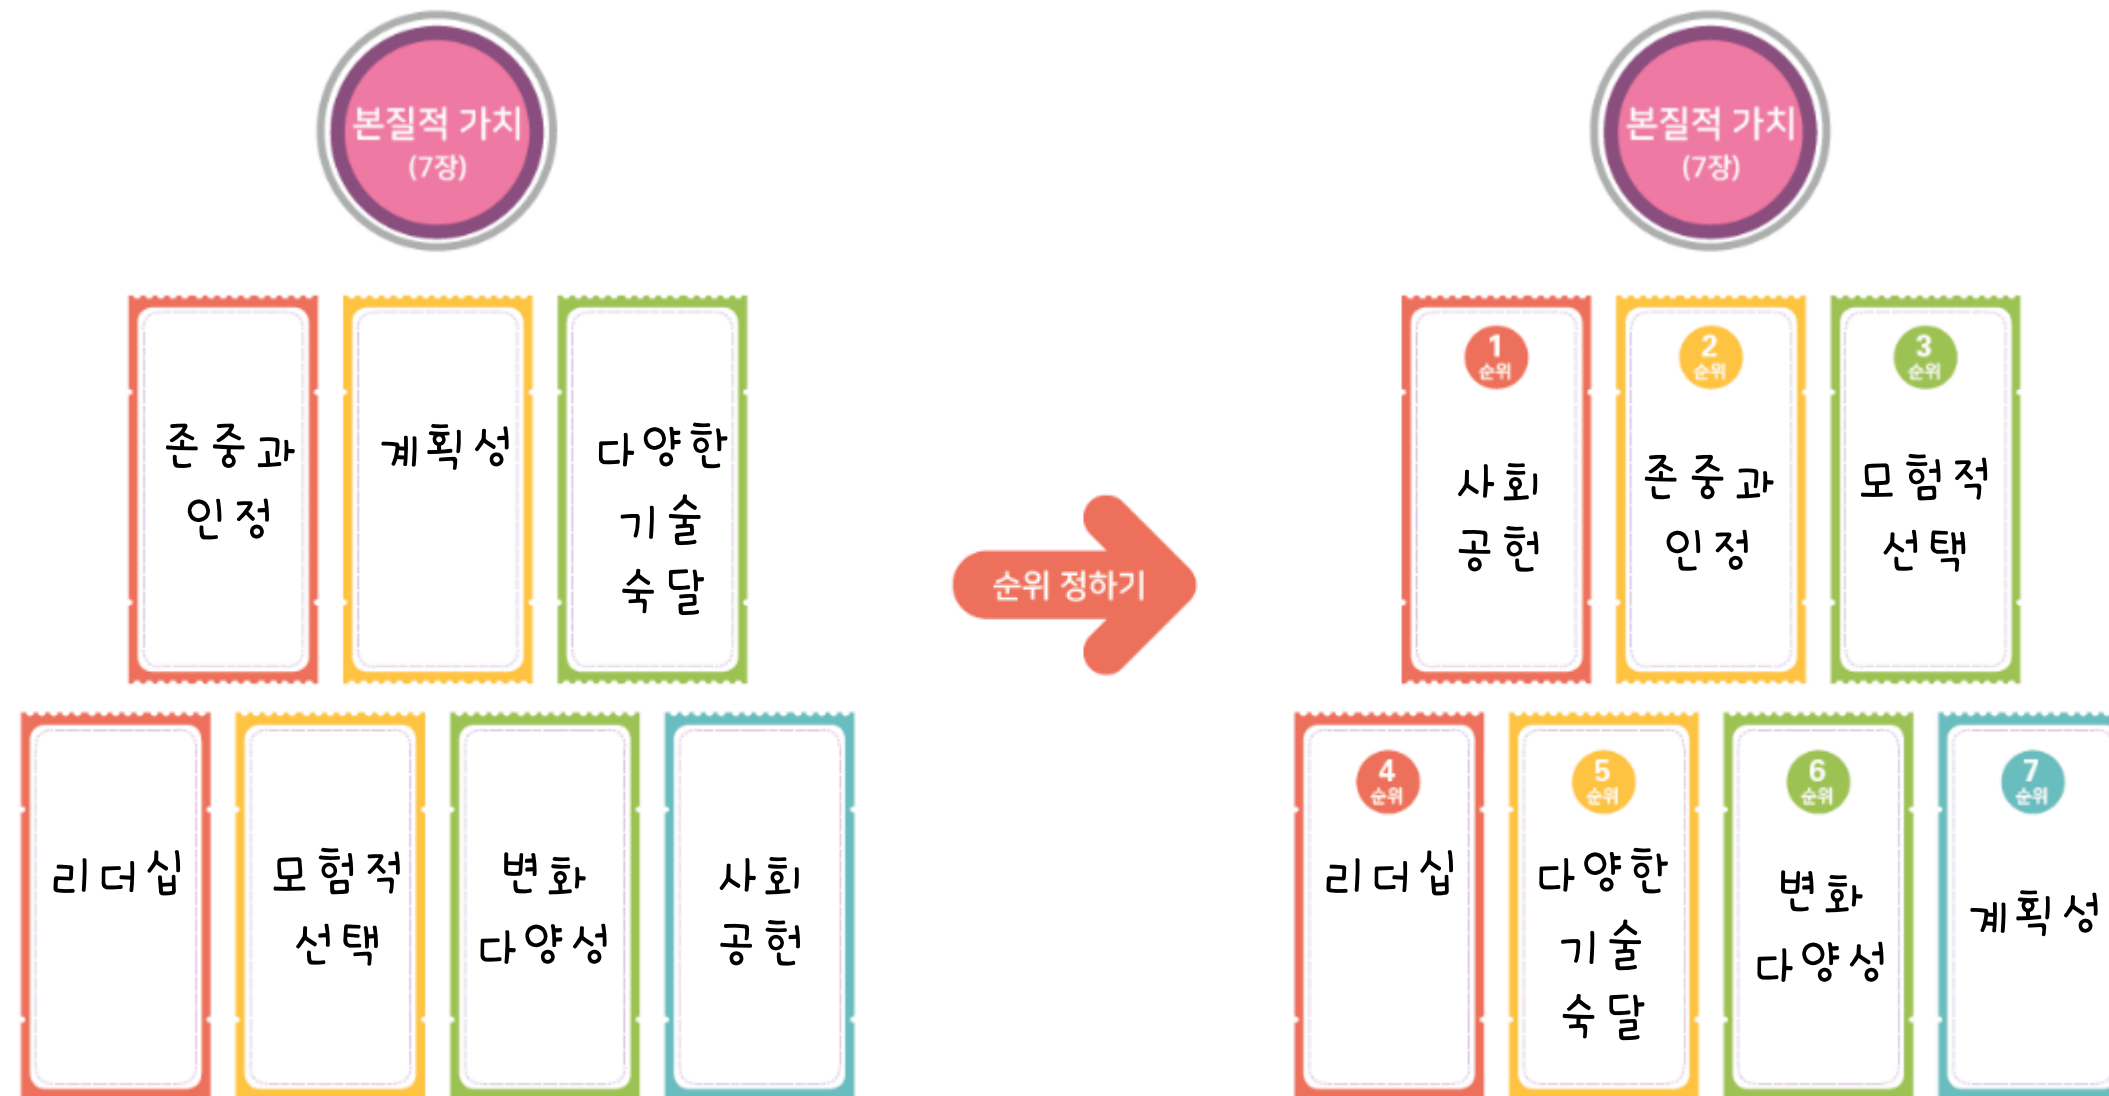 본질적 가치
(7장)
존중과
인정
계획성
다양한
기술
숙달
리더십
모험적
선택
변화
다양성
사회
공헌
순위 정하기
본질적 가치
(7장)
1
순위
사회
공헌
2
순위
존중과
인정
3
순위
모험적
선택
4
순위
리더십
5
순위
다양한
기술
숙달
6
순위
변화
다양성
7
순위
계획성